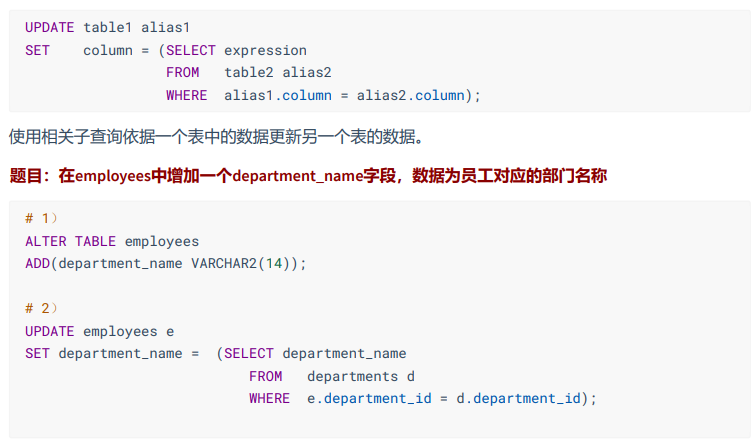 UPDATE table1 alias1
SET    column = (SELECT expression
                 FROM   table2 alias2
                 WHERE  alias1.column = alias2.column);
使用相关子查询依据一个表中的数据更新另一个表的数据。
题目：在employees中增加一个department_name字段，数据为员工对应的部门名称
# 1）
ALTER TABLE employees
ADD(department_name VARCHAR2(14));
# 2）
UPDATE employees e
SET department_name =  (SELECT department_name
                           FROM   departments d
                           WHERE  e.department_id = d.department_id);